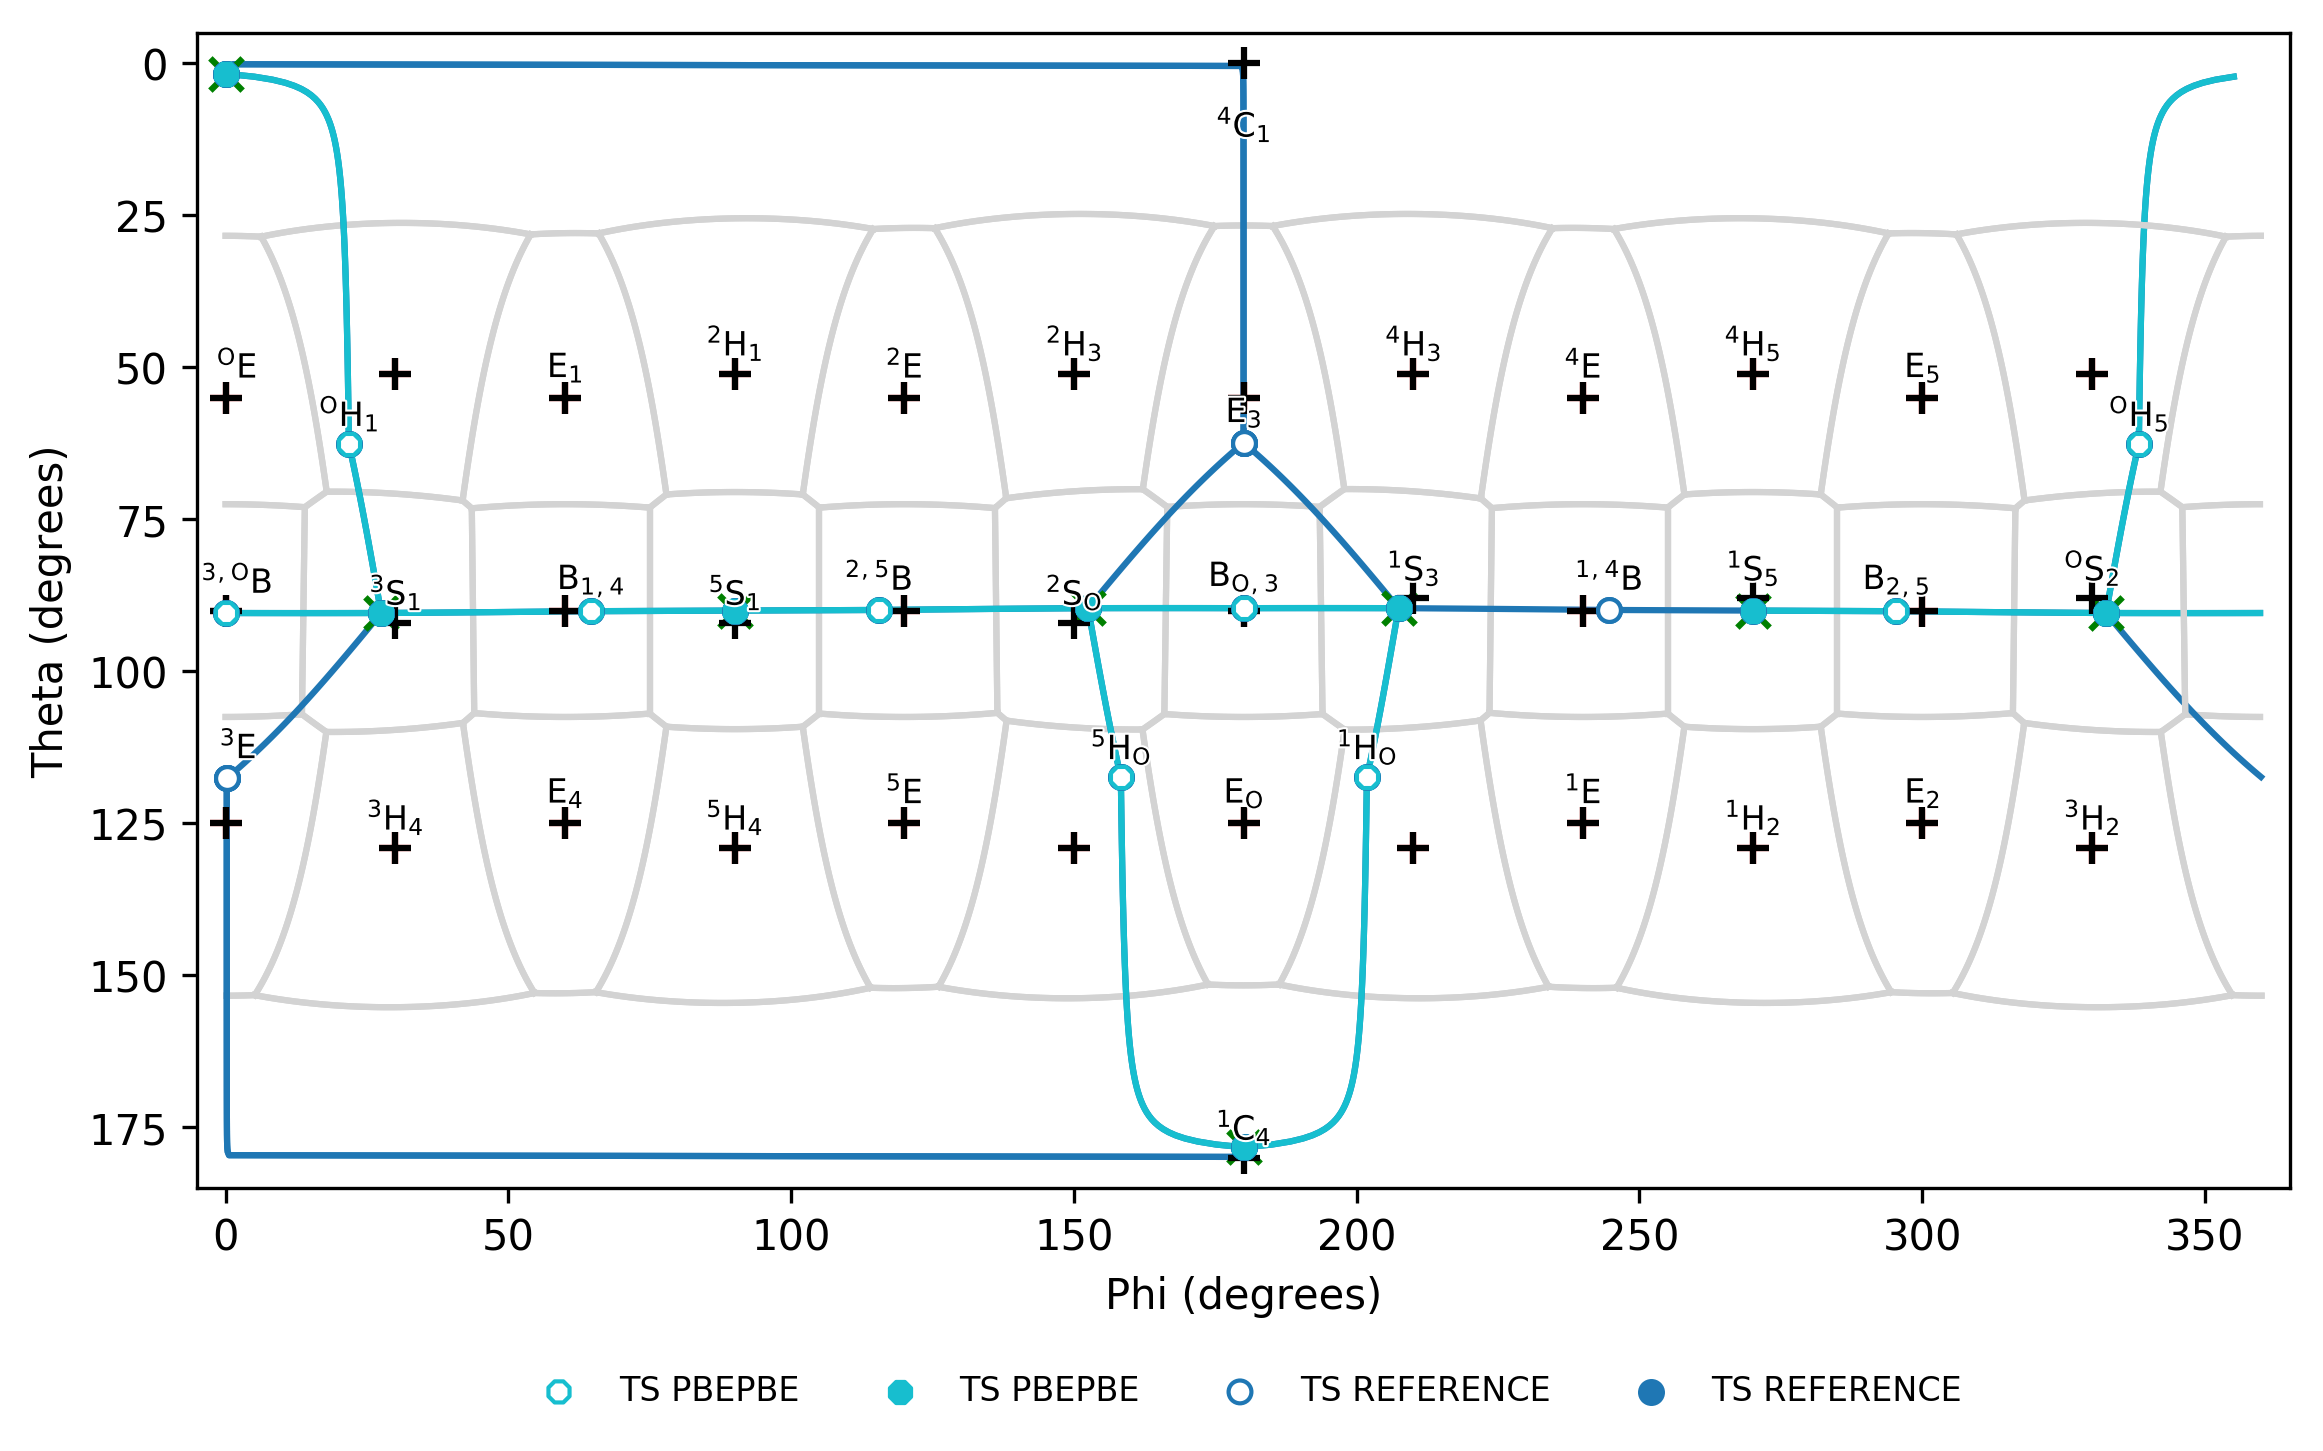 0
⁴C₁
25
ᴼE E₁ ²H₁ ²E ²H₃ E₃ ⁴H₃ ⁴E ⁴H₅ E₅
50
ᴼH₁ ᴼH₅
75
³,ᴼB ³S₁ B₁,₄ ⁵S₁ ²,⁵B ²Sₒ Bₒ,₃ ¹S₃ ¹,⁴B ¹S₅ B₂,₅ ᴼS₂
100
³E ⁵Hₒ ¹Hₒ
³H₄ E₄ ⁵H₄ ⁵E Eₒ ¹E ¹H₂ E₂ ³H₂
125
150
175
¹C₄
Theta (degrees)
0 50 100 150 200 250 300 350
Phi (degrees)
TS PBEPBE TS PBEPBE TS REFERENCE TS REFERENCE